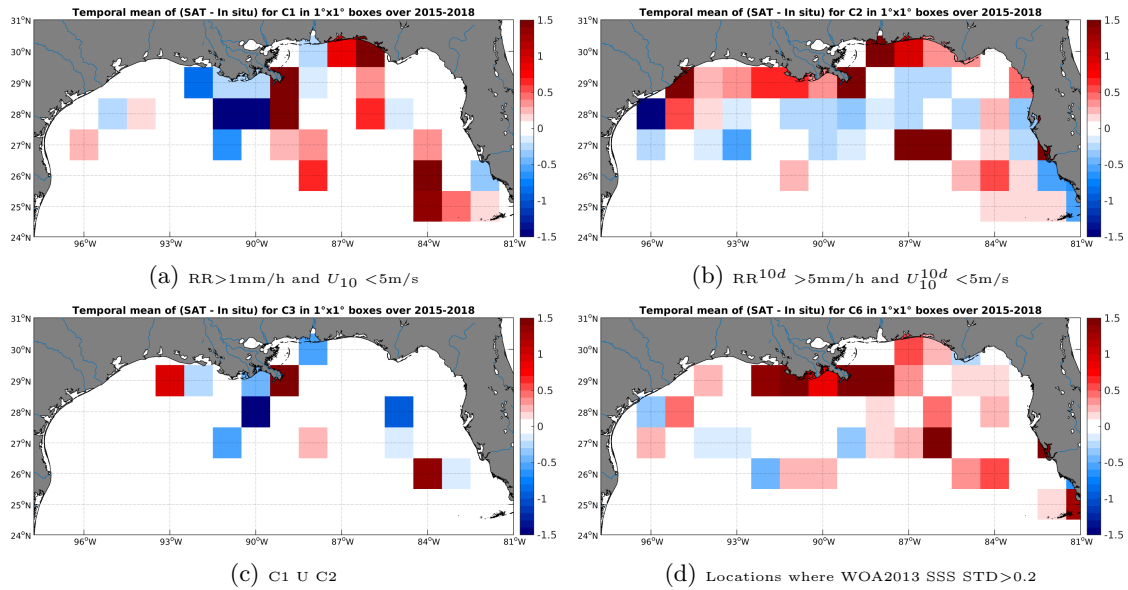 Temporal mean of (SAT - In situ) for C1 in 1°x1° boxes over 2015-2018
31°N
30°N
29°N
28°N
27°N
26°N
25°N
24°N
96°W
93°W
90°W
87°W
84°W
81°W
1.5
1
0.5
0
-0.5
-1
-1.5
(a) RR>1mm/h and U10 <5m/s
Temporal mean of (SAT - In situ) for C2 in 1°x1° boxes over 2015-2018
31°N
30°N
29°N
28°N
27°N
26°N
25°N
24°N
96°W
93°W
90°W
87°W
84°W
81°W
1.5
1
0.5
0
-0.5
-1
-1.5
(b) RR^10d >5mm/h and U10^10d <5m/s
Temporal mean of (SAT - In situ) for C3 in 1°x1° boxes over 2015-2018
31°N
30°N
29°N
28°N
27°N
26°N
25°N
24°N
96°W
93°W
90°W
87°W
84°W
81°W
1.5
1
0.5
0
-0.5
-1
-1.5
(c) C1 U C2
Temporal mean of (SAT - In situ) for C6 in 1°x1° boxes over 2015-2018
31°N
30°N
29°N
28°N
27°N
26°N
25°N
24°N
96°W
93°W
90°W
87°W
84°W
81°W
1.5
1
0.5
0
-0.5
-1
-1.5
(d) Locations where WOA2013 SSS STD>0.2